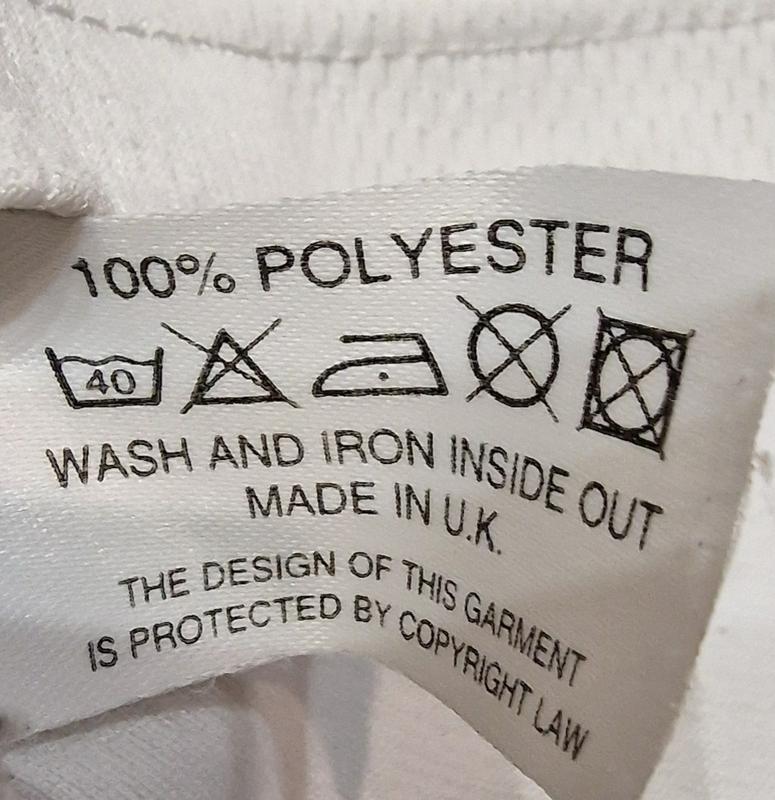 100% POLYESTER
40
WASH AND IRON INSIDE OUT
MADE IN U.K.
THE DESIGN OF THIS GARMENT
IS PROTECTED BY COPYRIGHT LAW